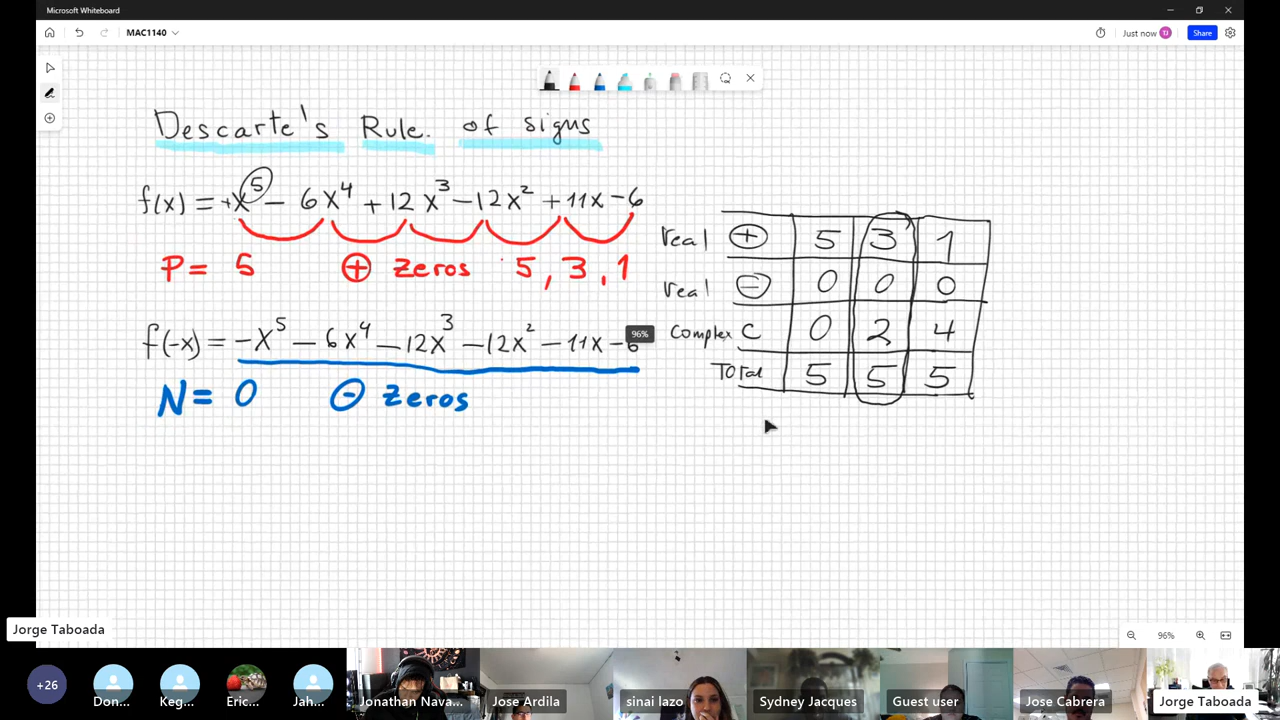 Microsoft Whiteboard
MAC1140
Just now TJ Share
Descarte's Rule. of signs
f(x) = +x⁵ - 6x⁴ + 12x³ - 12x² + 11x - 6
P = 5 ⊕ zeros 5, 3, 1
f(-x) = -x⁵ - 6x⁴ - 12x³ - 12x² - 11x - 6
96%
N = 0 ⊖ zeros
real ⊕ 5 3 1
real ⊖ 0 0 0
Complex C 0 2 4
Total 5 5 5
96%
Jorge Taboada
+26 Don... Keg... Eric... Jah... Jonathan Nava... Jose Ardila sinai lazo Sydney Jacques Guest user Jose Cabrera Jorge Taboada